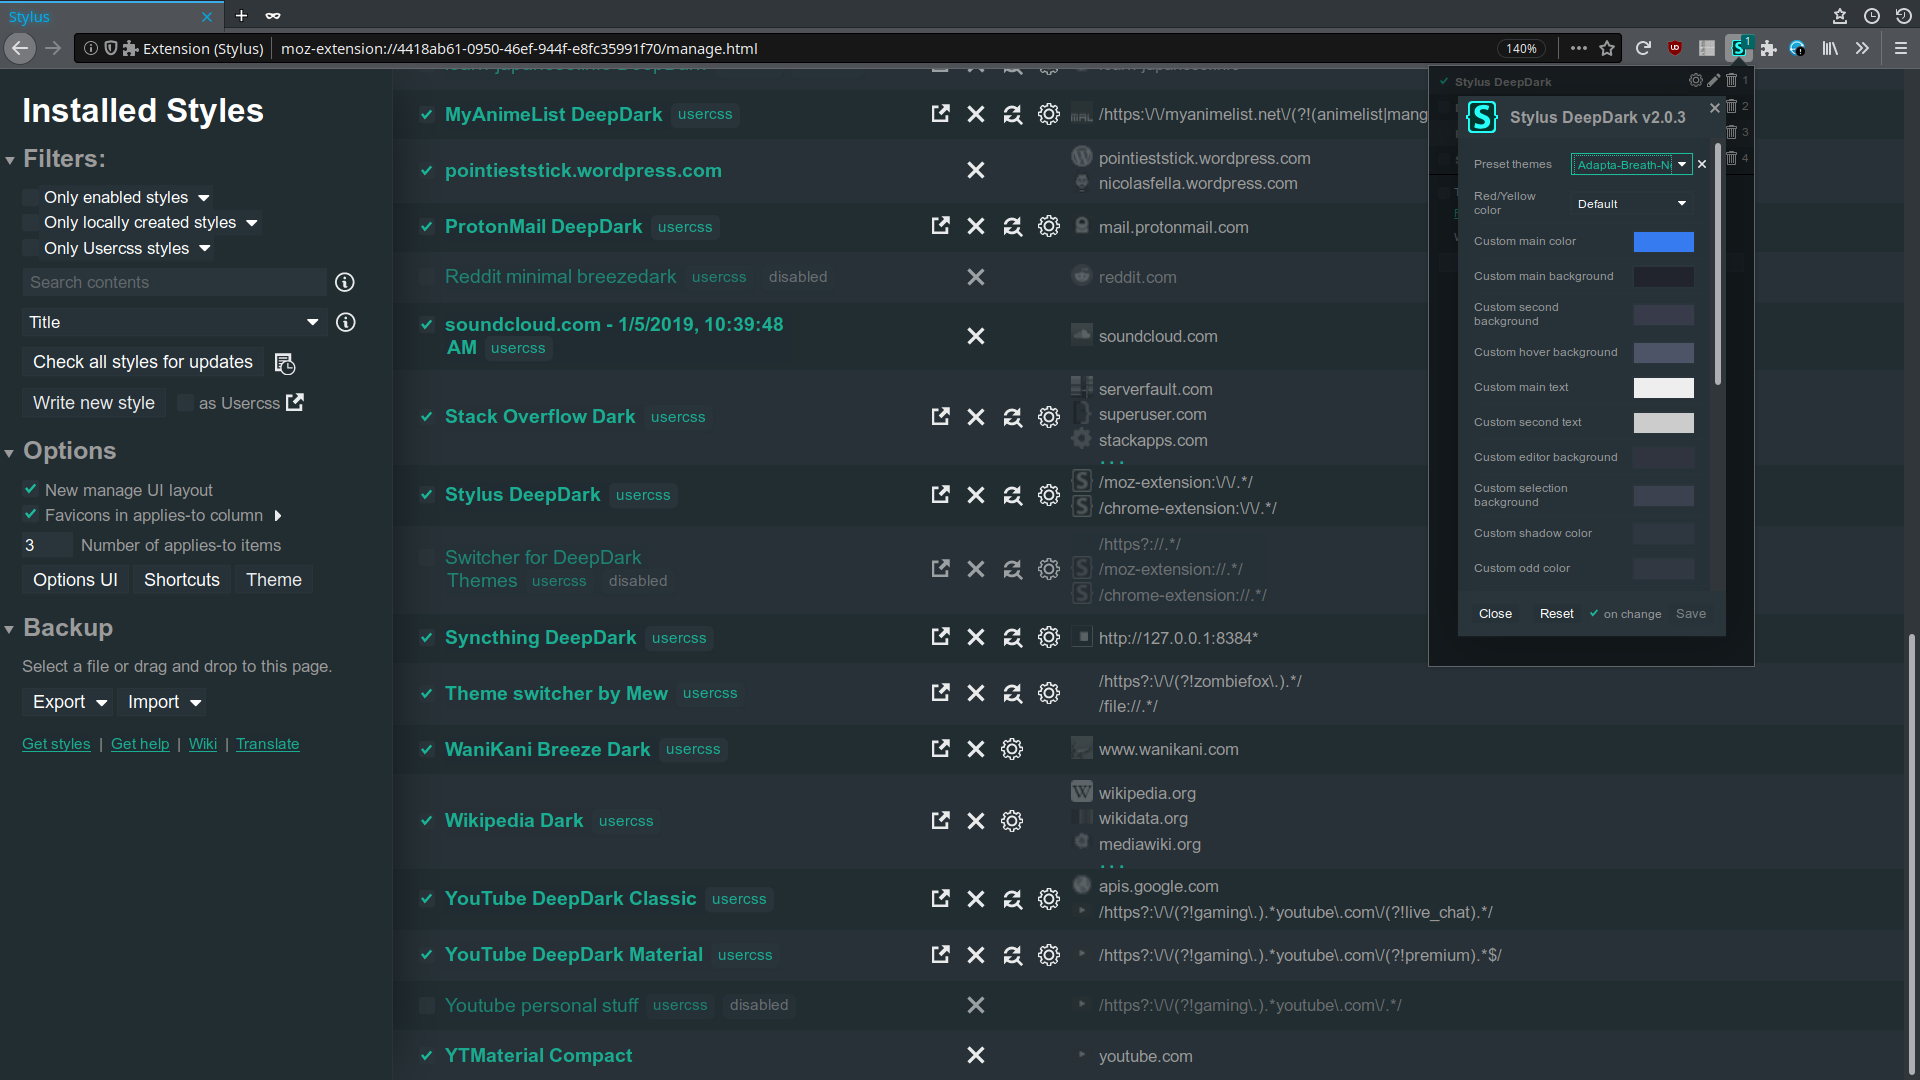 Stylus
Extension (Stylus)
moz-extension://4418ab61-0950-46ef-944f-e8fc35991f70/manage.html
140%
1
Installed Styles
Filters:
Only enabled styles
Only locally created styles
Only Usercss styles
Search contents
Title
Check all styles for updates
Write new style
as Usercss
Options
New manage UI layout
Favicons in applies-to column
3 Number of applies-to items
Options UI
Shortcuts
Theme
Backup
Select a file or drag and drop to this page.
Export
Import
Get styles | Get help | Wiki | Translate
MyAnimeList DeepDark usercss
/https:\/\/myanimelist.net\/(?!(animelist|mang
pointieststick.wordpress.com
pointieststick.wordpress.com
nicolasfella.wordpress.com
ProtonMail DeepDark usercss
mail.protonmail.com
Reddit minimal breezedark usercss disabled
reddit.com
soundcloud.com - 1/5/2019, 10:39:48
AM usercss
soundcloud.com
Stack Overflow Dark usercss
serverfault.com
superuser.com
stackapps.com
...
Stylus DeepDark usercss
/moz-extension:\/\/.*/
/chrome-extension:\/\/.*/
Switcher for DeepDark
Themes usercss disabled
/https?://.*/
/moz-extension://.*/
/chrome-extension://.*/
Syncthing DeepDark usercss
http://127.0.0.1:8384*
Theme switcher by Mew usercss
/https?:\/\/(?!zombiefox\.).*/
/file://.*/
WaniKani Breeze Dark usercss
www.wanikani.com
Wikipedia Dark usercss
wikipedia.org
wikidata.org
mediawiki.org
...
YouTube DeepDark Classic usercss
apis.google.com
/https?:\/\/(?!gaming\.).*youtube\.com\/(?!live_chat).*/
YouTube DeepDark Material usercss
/https?:\/\/(?!gaming\.).*youtube\.com\/(?!premium).*$/
Youtube personal stuff usercss disabled
/https?:\/\/(?!gaming\.).*youtube\.com\/.*/
YTMaterial Compact
youtube.com
Stylus DeepDark
1
2
3
4
Stylus DeepDark v2.0.3
Preset themes
Adapta-Breath-N
Red/Yellow
color
Default
Custom main color
Custom main background
Custom second
background
Custom hover background
Custom main text
Custom second text
Custom editor background
Custom selection
background
Custom shadow color
Custom odd color
Close
Reset
on change
Save